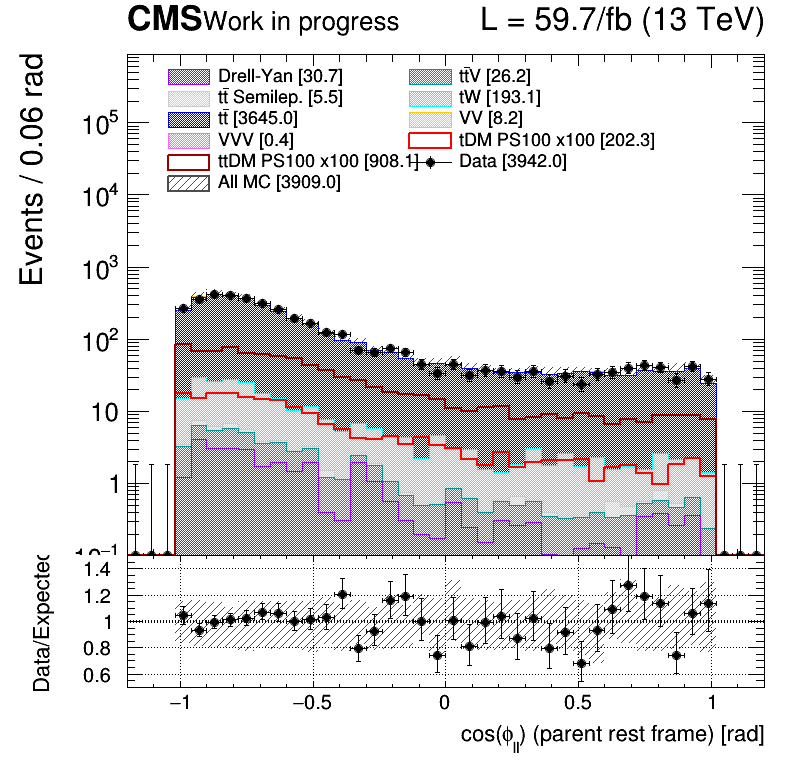 CMS Work in progress L = 59.7/fb (13 TeV)
Events / 0.06 rad
Drell-Yan [30.7] tt̄V [26.2]
tt̄ Semilep. [5.5] tW [193.1]
tt̄ [3645.0] VV [8.2]
VVV [0.4] tDM PS100 x100 [202.3]
ttDM PS100 x100 [908.1] Data [3942.0]
All MC [3909.0]
10⁵
10⁴
10³
10²
10
1
10⁻¹
Data/Expected
1.4
1.2
1.0
0.8
0.6
−1 −0.5 0 0.5 1
cos(ϕ_ll) (parent rest frame) [rad]